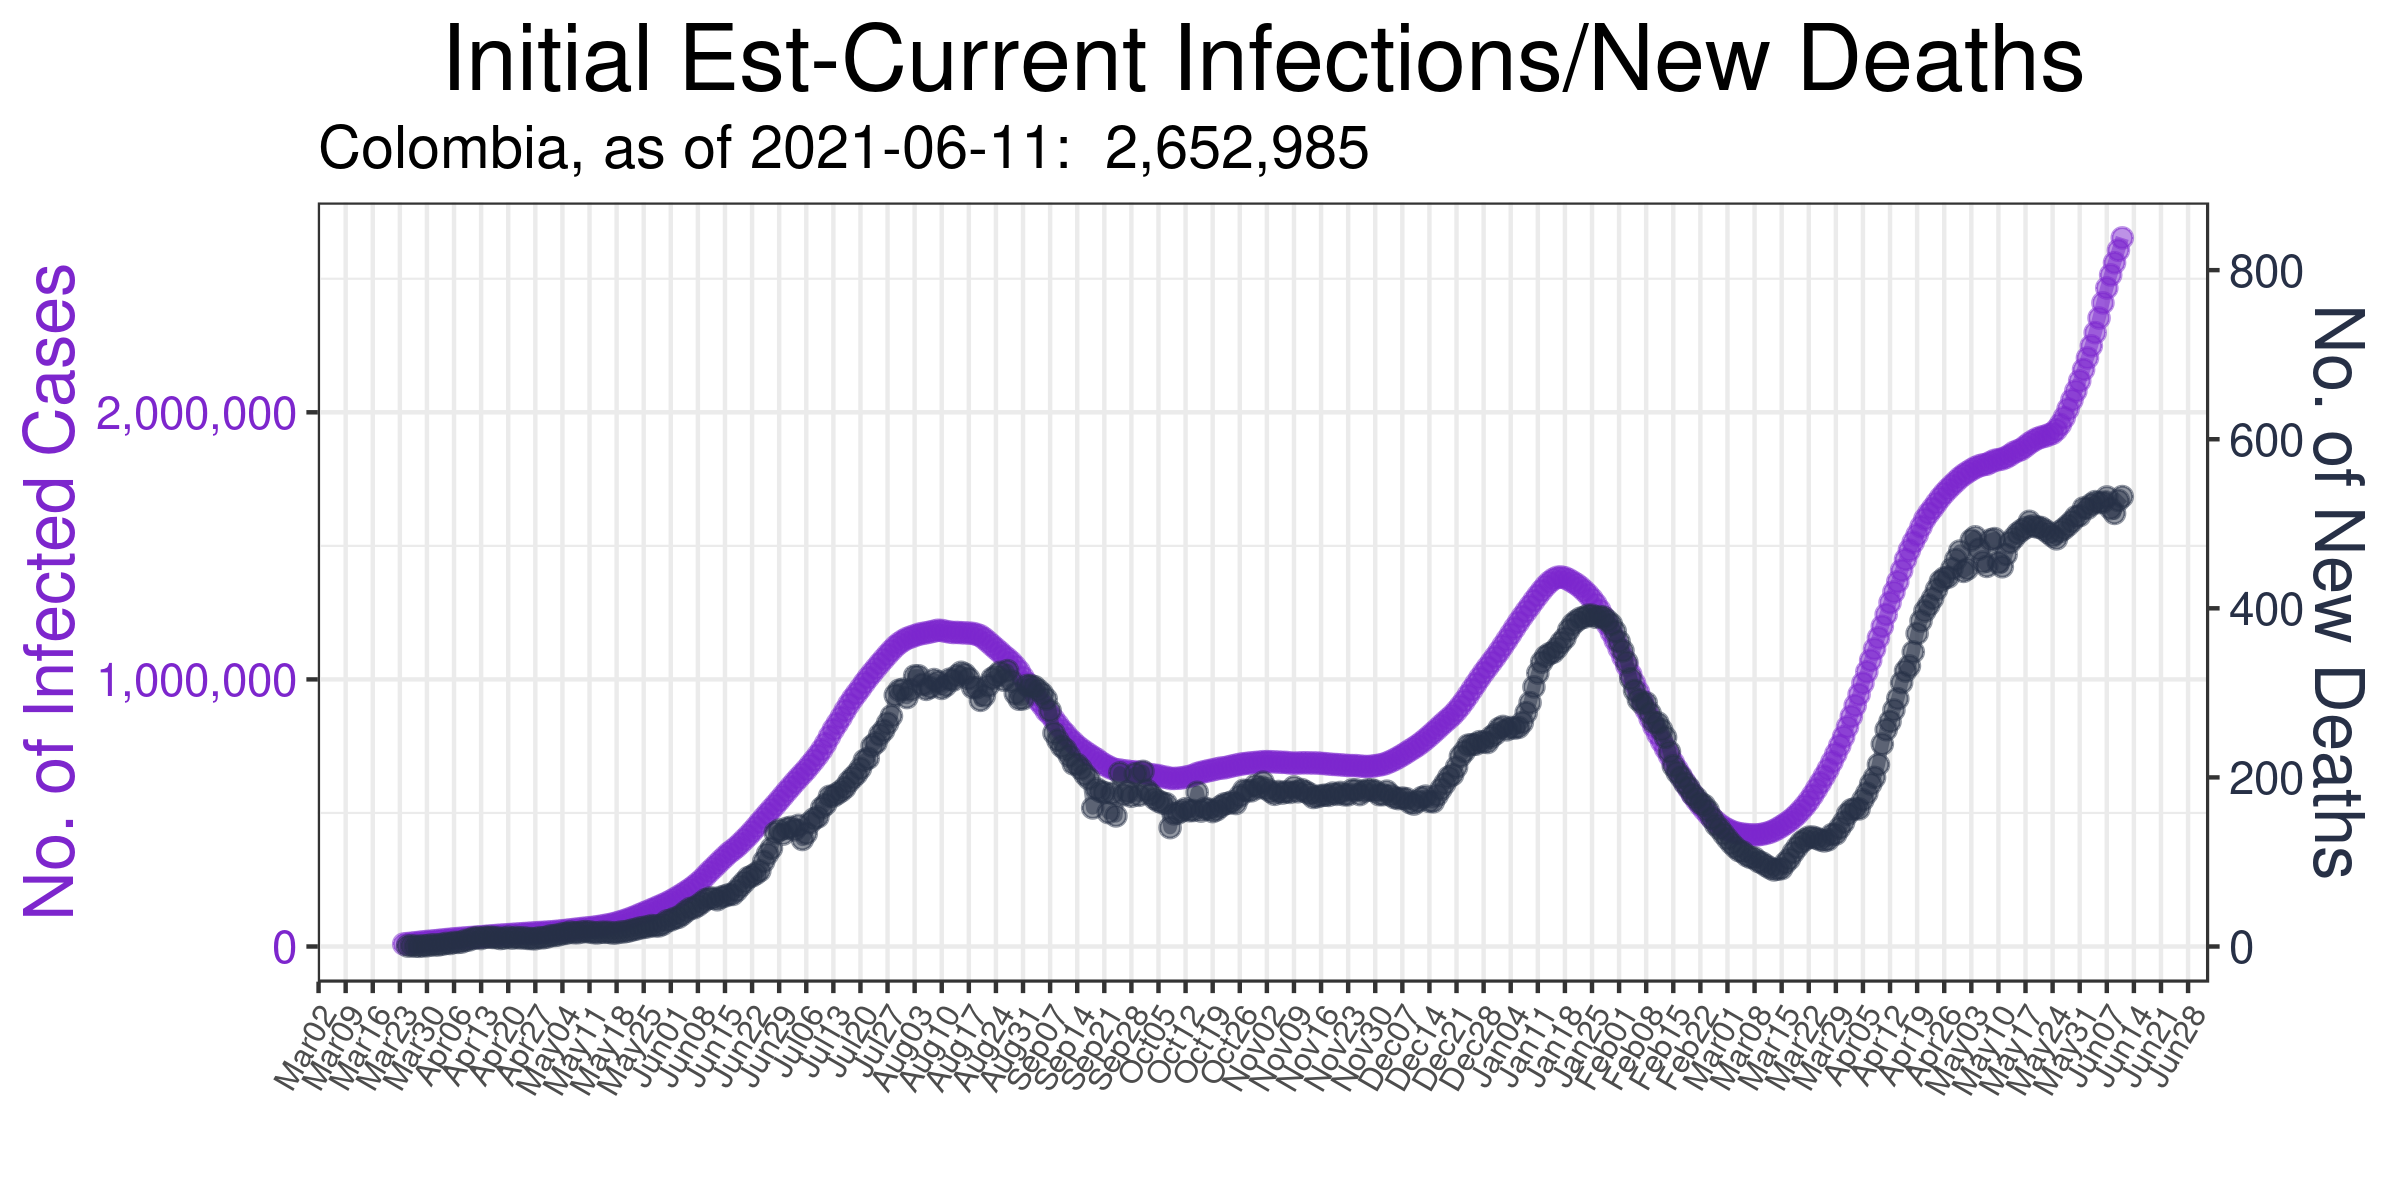 Initial Est-Current Infections/New Deaths
Colombia, as of 2021-06-11:  2,652,985
No. of Infected Cases
2,000,000
1,000,000
0
800
600
400
200
0
No. of New Deaths
Mar02
Mar09
Mar16
Mar23
Mar30
Apr06
Apr13
Apr20
Apr27
May04
May11
May18
May25
Jun01
Jun08
Jun15
Jun22
Jun29
Jul06
Jul13
Jul20
Jul27
Aug03
Aug10
Aug17
Aug24
Aug31
Sep07
Sep14
Sep21
Sep28
Oct05
Oct12
Oct19
Oct26
Nov02
Nov09
Nov16
Nov23
Nov30
Dec07
Dec14
Dec21
Dec28
Jan04
Jan11
Jan18
Jan25
Feb01
Feb08
Feb15
Feb22
Mar01
Mar08
Mar15
Mar22
Mar29
Apr05
Apr12
Apr19
Apr26
May03
May10
May17
May24
May31
Jun07
Jun14
Jun21
Jun28